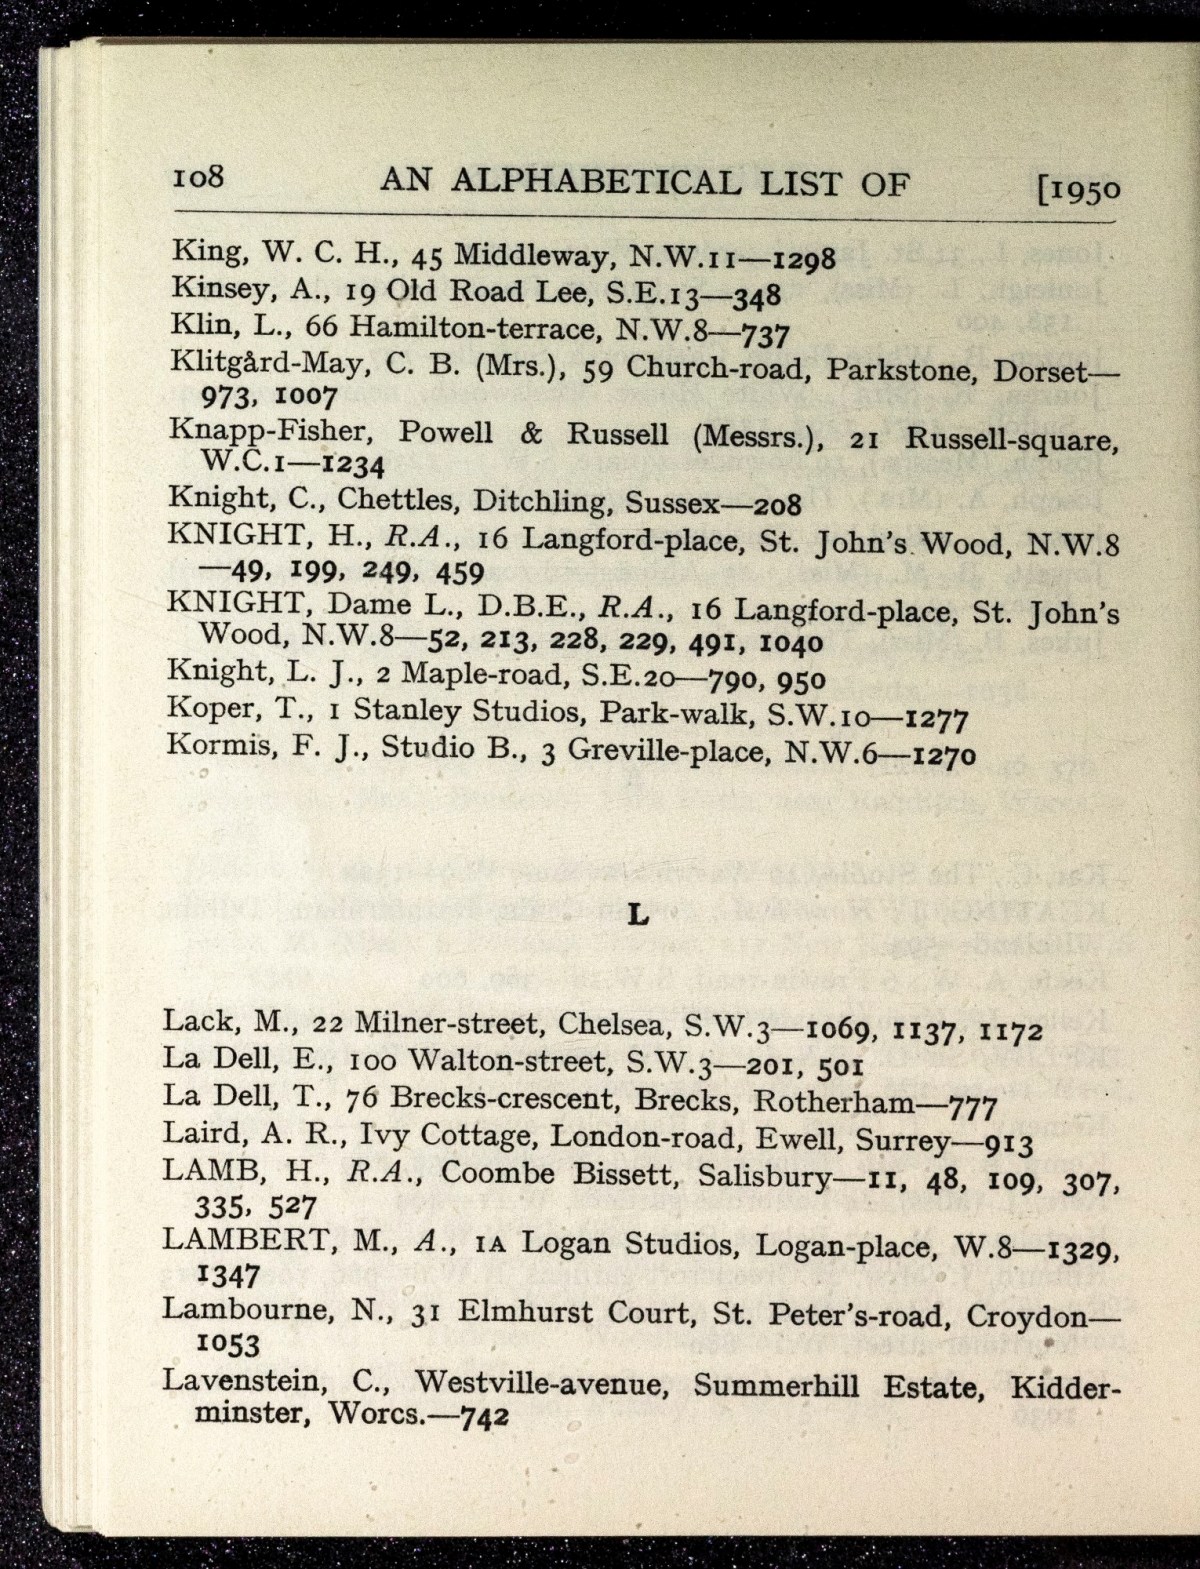 108 AN ALPHABETICAL LIST OF [1950
King, W. C. H., 45 Middleway, N.W.11—1298
Kinsey, A., 19 Old Road Lee, S.E.13—348
Klin, L., 66 Hamilton-terrace, N.W.8—737
Klitgård-May, C. B. (Mrs.), 59 Church-road, Parkstone, Dorset—
973, 1007
Knapp-Fisher, Powell & Russell (Messrs.), 21 Russell-square,
W.C.1—1234
Knight, C., Chettles, Ditchling, Sussex—208
KNIGHT, H., R.A., 16 Langford-place, St. John's Wood, N.W.8
—49, 199, 249, 459
KNIGHT, Dame L., D.B.E., R.A., 16 Langford-place, St. John's
Wood, N.W.8—52, 213, 228, 229, 491, 1040
Knight, L. J., 2 Maple-road, S.E.20—790, 950
Koper, T., 1 Stanley Studios, Park-walk, S.W.10—1277
Kormis, F. J., Studio B., 3 Greville-place, N.W.6—1270
L
Lack, M., 22 Milner-street, Chelsea, S.W.3—1069, 1137, 1172
La Dell, E., 100 Walton-street, S.W.3—201, 501
La Dell, T., 76 Brecks-crescent, Brecks, Rotherham—777
Laird, A. R., Ivy Cottage, London-road, Ewell, Surrey—913
LAMB, H., R.A., Coombe Bissett, Salisbury—11, 48, 109, 307,
335, 527
LAMBERT, M., A., 1A Logan Studios, Logan-place, W.8—1329,
1347
Lambourne, N., 31 Elmhurst Court, St. Peter's-road, Croydon—
1053
Lavenstein, C., Westville-avenue, Summerhill Estate, Kidder-
minster, Worcs.—742